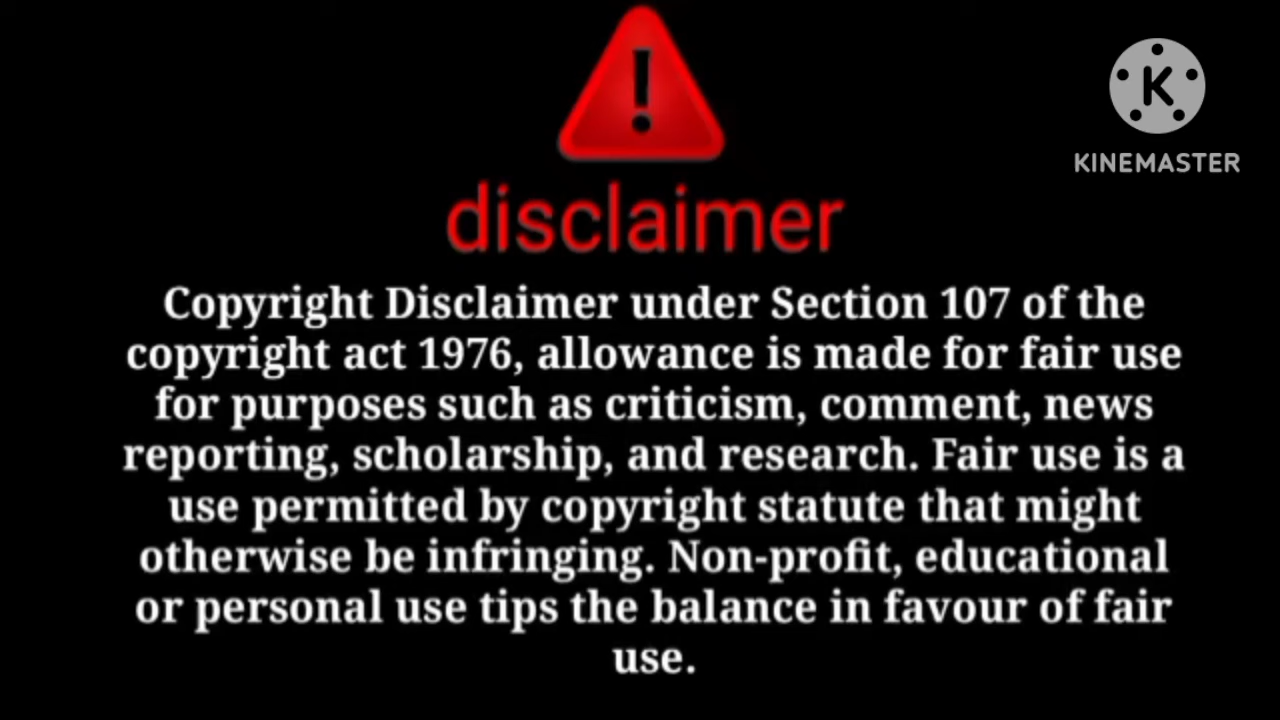 !
K
KINEMASTER
disclaimer
Copyright Disclaimer under Section 107 of the
copyright act 1976, allowance is made for fair use
for purposes such as criticism, comment, news
reporting, scholarship, and research. Fair use is a
use permitted by copyright statute that might
otherwise be infringing. Non-profit, educational
or personal use tips the balance in favour of fair
use.